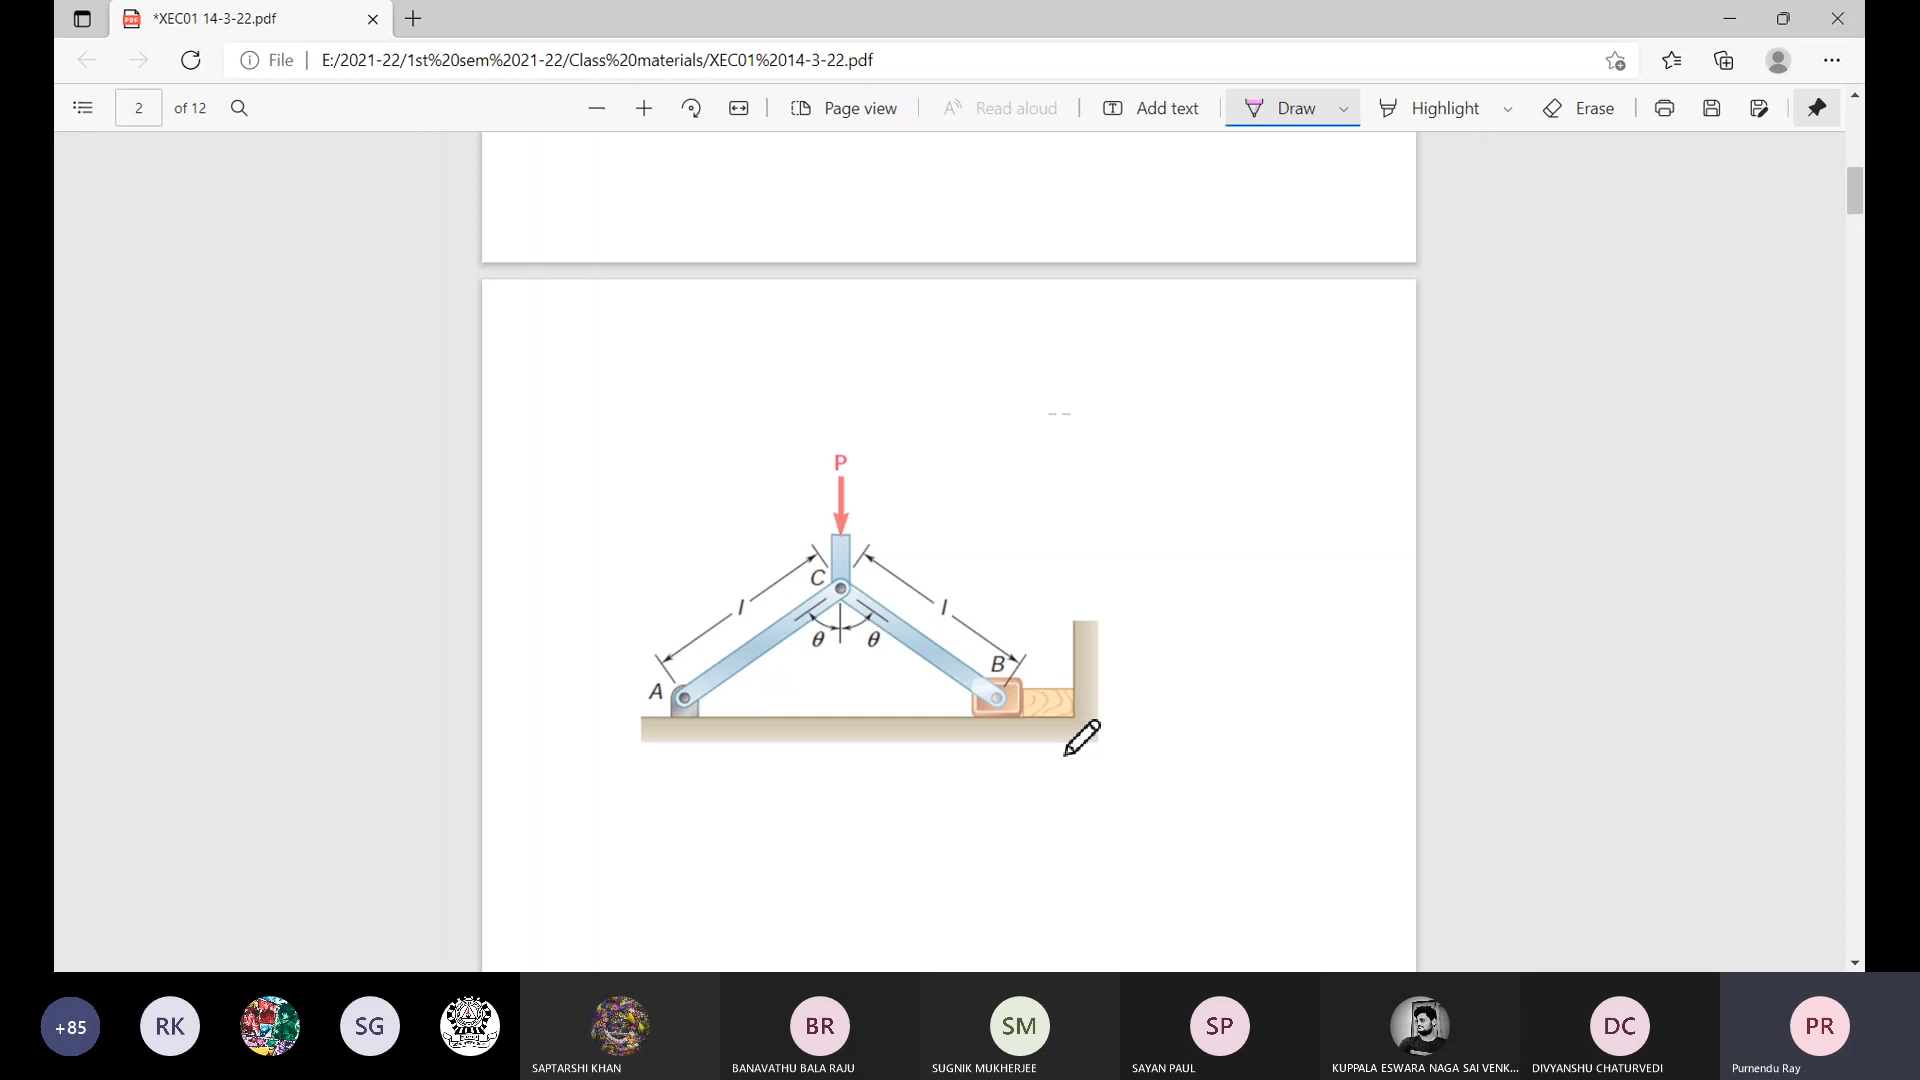 *XEC01 14-3-22.pdf
File | E:/2021-22/1st%20sem%2021-22/Class%20materials/XEC01%2014-3-22.pdf
2 of 12 Page view Read aloud Add text Draw Highlight Erase
P
C
l l
θ θ
B
A
+85 RK SG BR SM SP DC PR
SAPTARSHI KHAN BANAVATHU BALA RAJU SUGNIK MUKHERJEE SAYAN PAUL KUPPALA ESWARA NAGA SAI VENK... DIVYANSHU CHATURVEDI Purnendu Ray